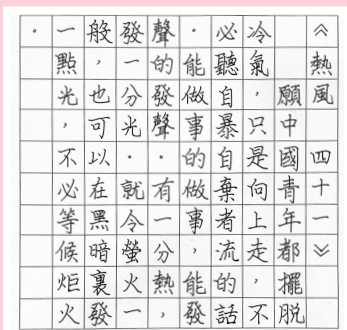 《熱風 四十一》
願中國青年都擺脫
冷氣，只是向上走，不
必聽自暴自棄者流的話
·能做事的做事，能發
聲的發聲·有一分熱，
發一分光·就令螢火一
般，也可以在黑暗裏發
一點光，不必等候炬火
·